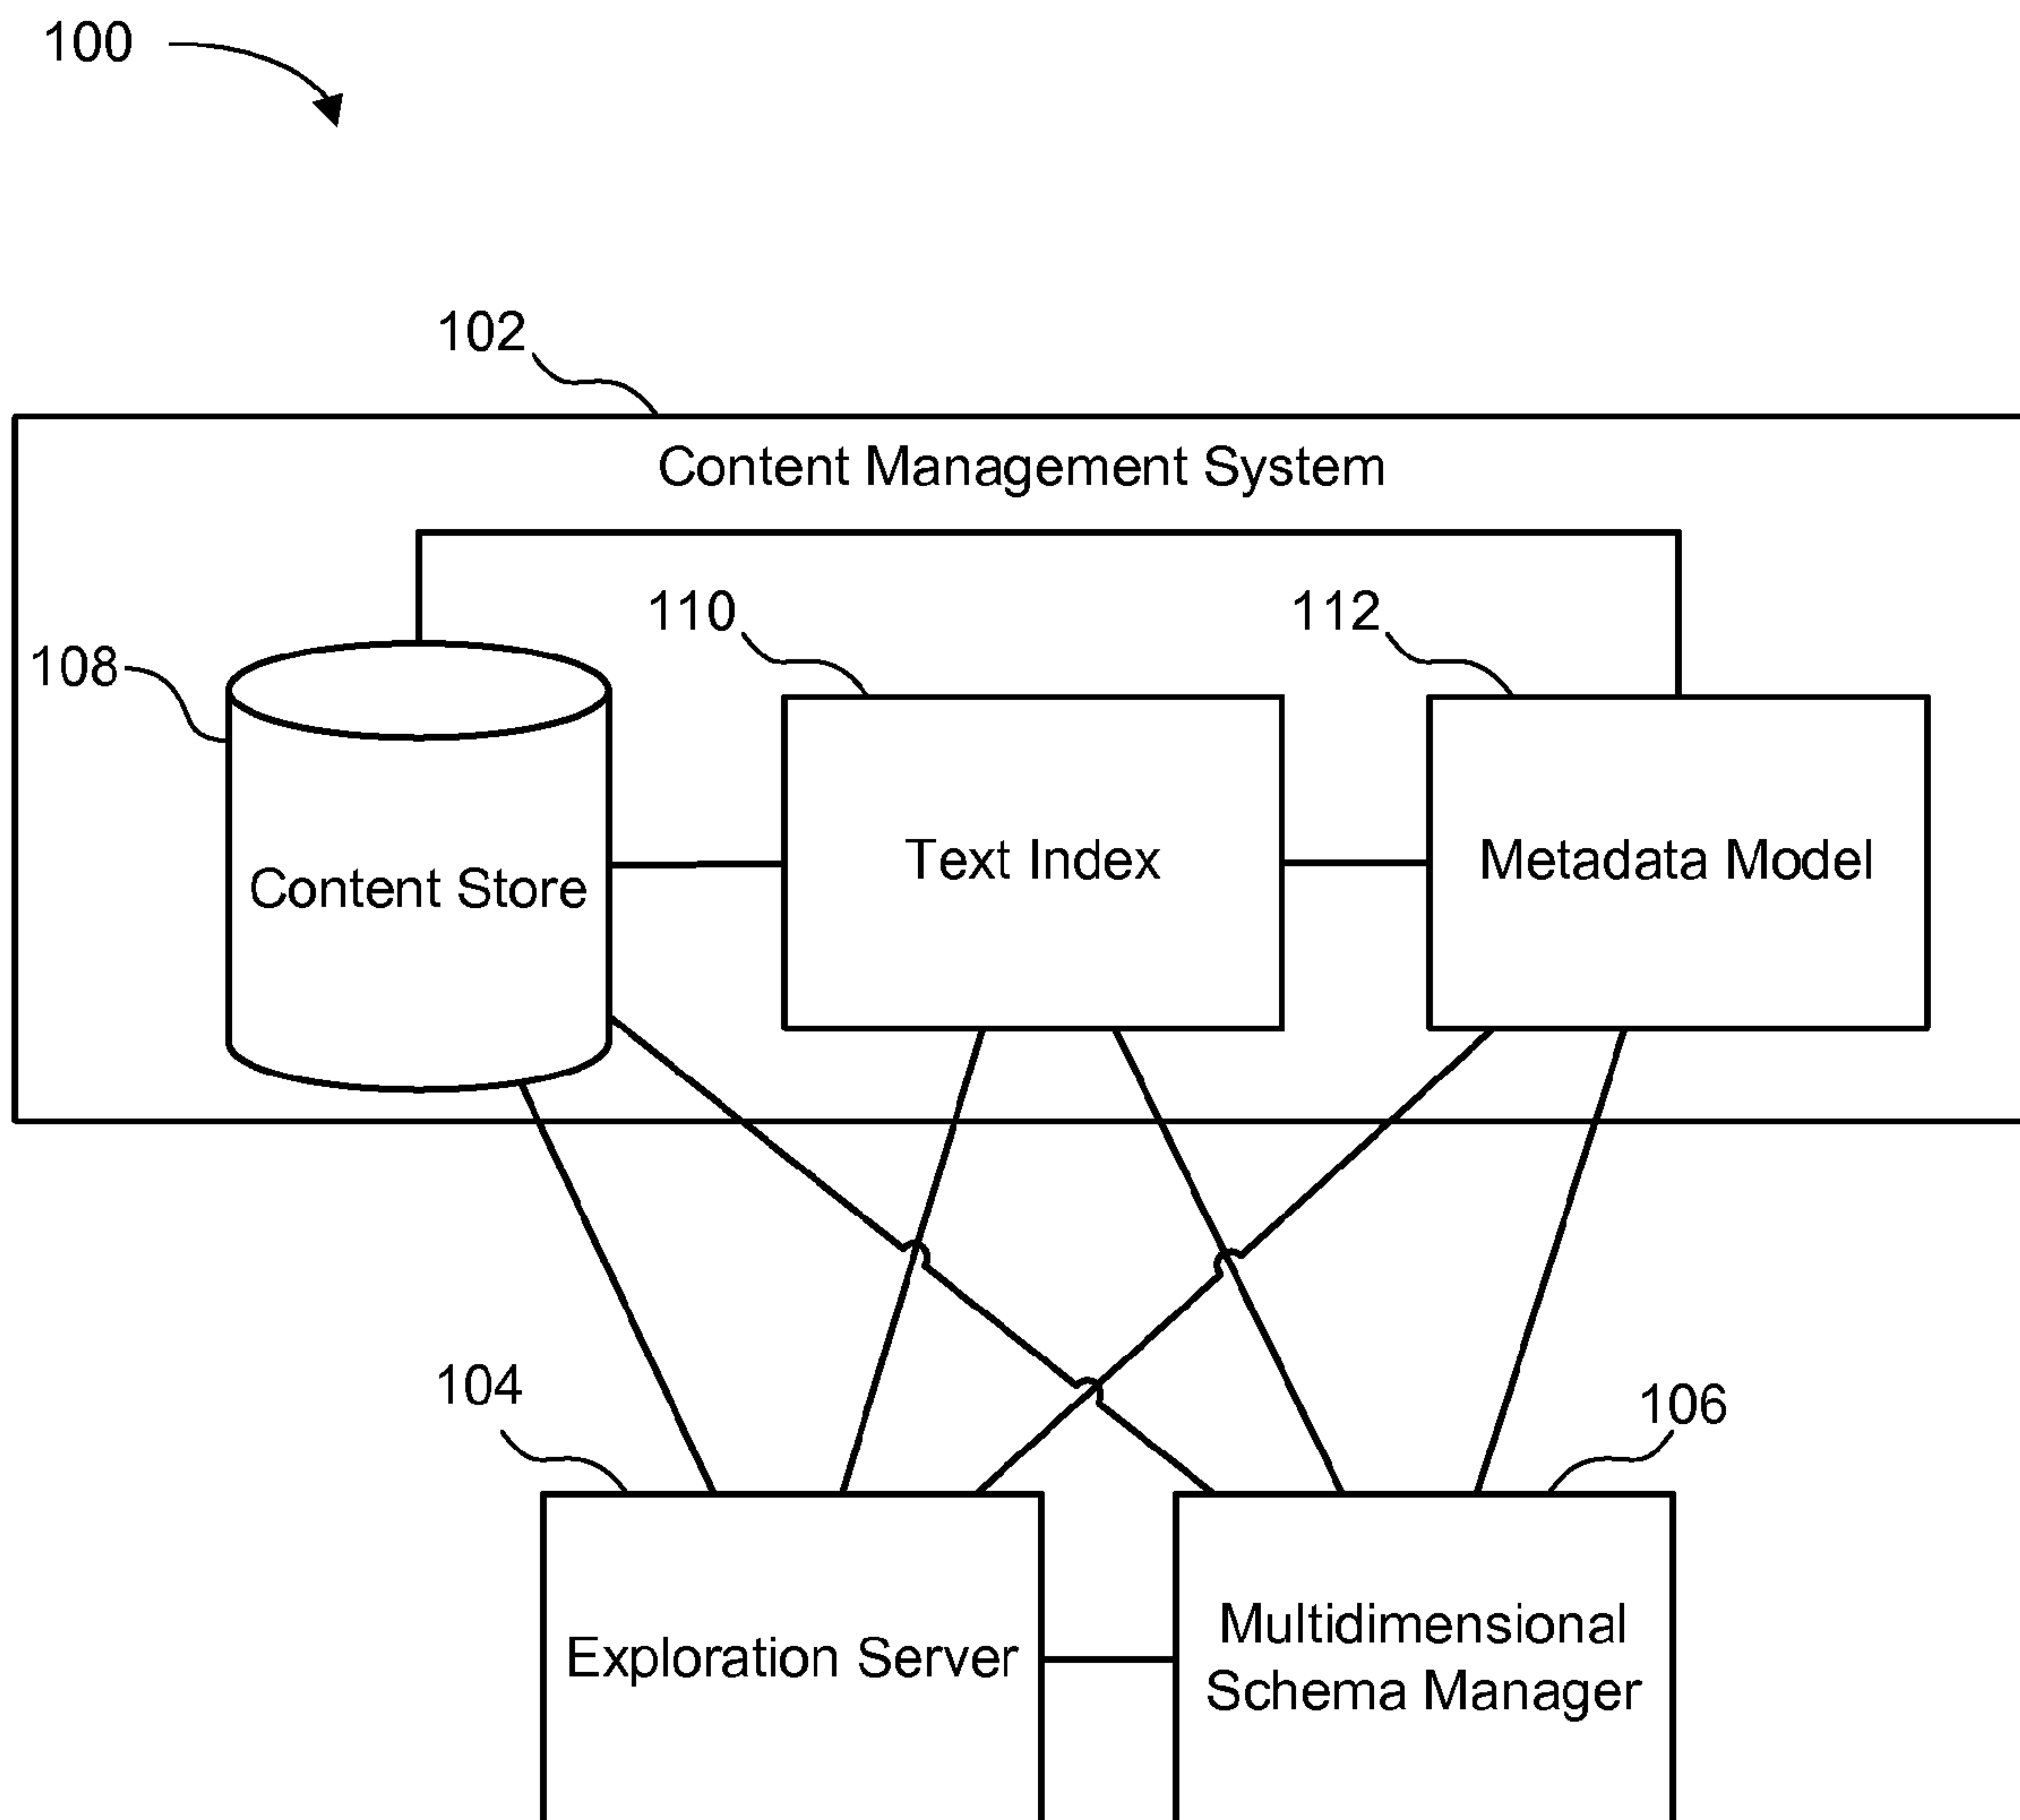 100
102
Content Management System
110
112
108
Text Index
Metadata Model
Content Store
104
106
Multidimensional
Schema Manager
Exploration Server